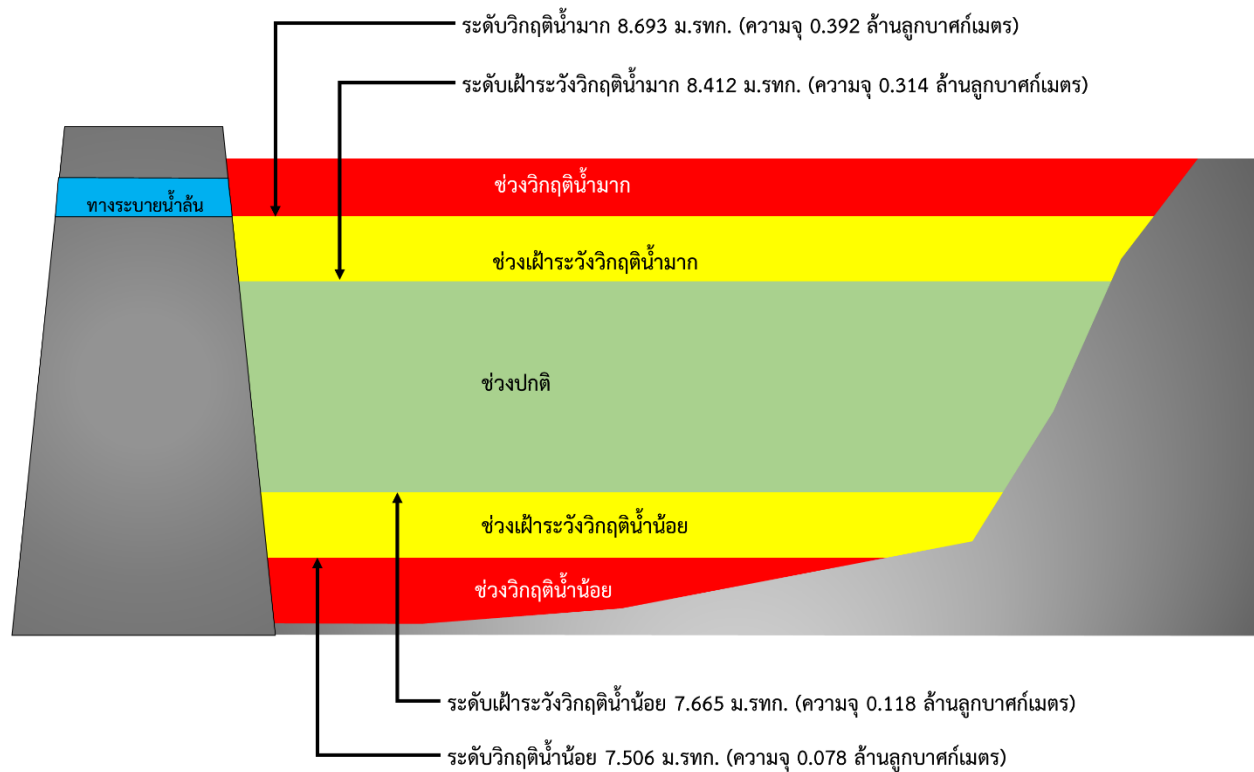 ระดับวิกฤติน้ำมาก 8.693 ม.รทก. (ความจุ 0.392 ล้านลูกบาศก์เมตร)
ระดับเฝ้าระวังวิกฤติน้ำมาก 8.412 ม.รทก. (ความจุ 0.314 ล้านลูกบาศก์เมตร)
ช่วงวิกฤติน้ำมาก
ทางระบายน้ำล้น
ช่วงเฝ้าระวังวิกฤติน้ำมาก
ช่วงปกติ
ช่วงเฝ้าระวังวิกฤติน้ำน้อย
ช่วงวิกฤติน้ำน้อย
ระดับเฝ้าระวังวิกฤติน้ำน้อย 7.665 ม.รทก. (ความจุ 0.118 ล้านลูกบาศก์เมตร)
ระดับวิกฤติน้ำน้อย 7.506 ม.รทก. (ความจุ 0.078 ล้านลูกบาศก์เมตร)